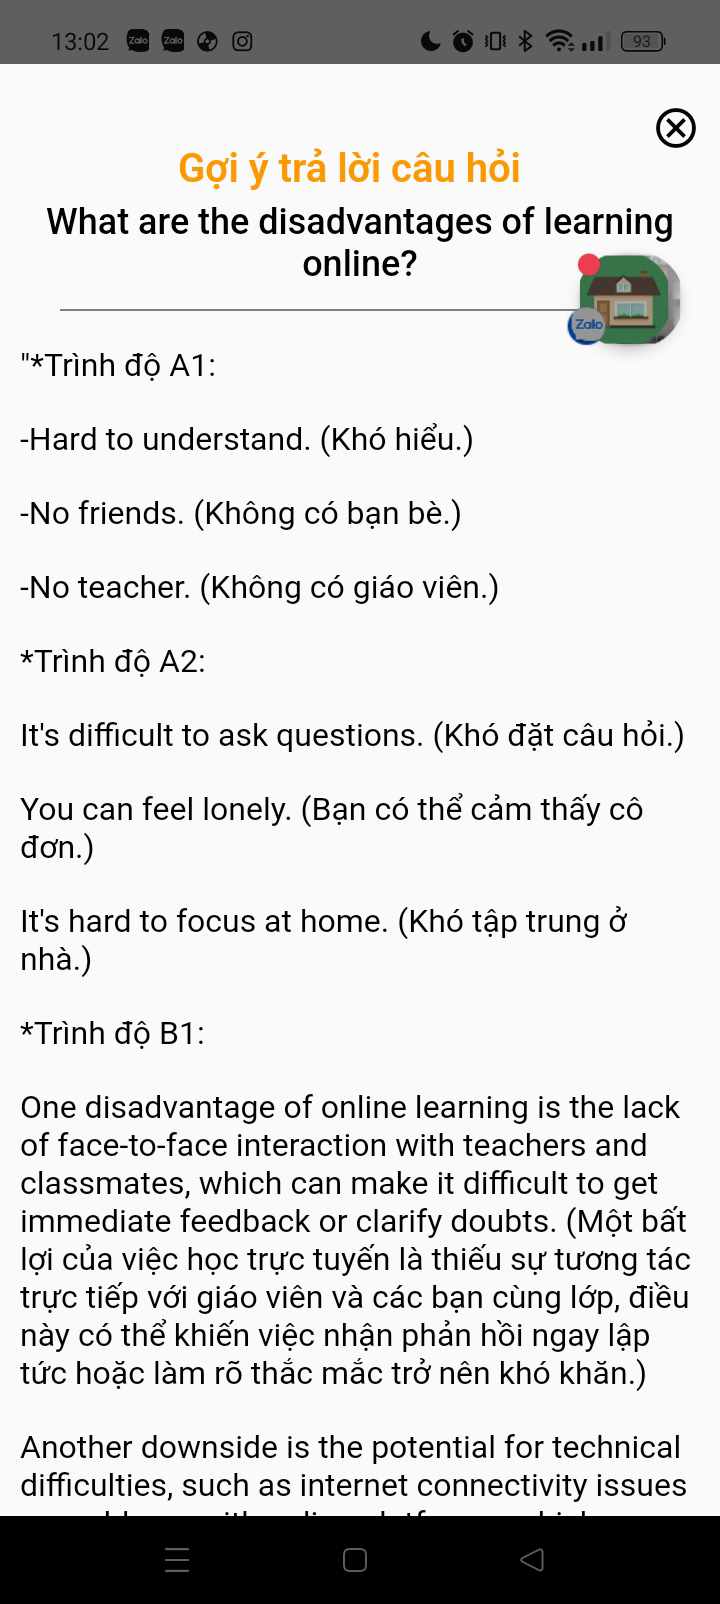 13:02
Zalo
Zalo
93
Gợi ý trả lời câu hỏi
What are the disadvantages of learning
online?
Zalo
"*Trình độ A1:
-Hard to understand. (Khó hiểu.)
-No friends. (Không có bạn bè.)
-No teacher. (Không có giáo viên.)
*Trình độ A2:
It's difficult to ask questions. (Khó đặt câu hỏi.)
You can feel lonely. (Bạn có thể cảm thấy cô
đơn.)
It's hard to focus at home. (Khó tập trung ở
nhà.)
*Trình độ B1:
One disadvantage of online learning is the lack
of face-to-face interaction with teachers and
classmates, which can make it difficult to get
immediate feedback or clarify doubts. (Một bất
lợi của việc học trực tuyến là thiếu sự tương tác
trực tiếp với giáo viên và các bạn cùng lớp, điều
này có thể khiến việc nhận phản hồi ngay lập
tức hoặc làm rõ thắc mắc trở nên khó khăn.)
Another downside is the potential for technical
difficulties, such as internet connectivity issues